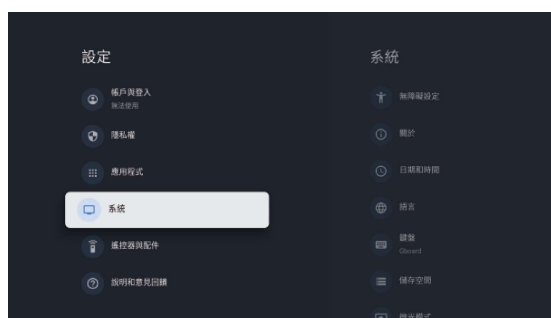 設定
帳戶與登入
無法使用
隱私權
應用程式
系統
遙控器與配件
說明和意見回饋
系統
無障礙設定
關於
日期和時間
語言
鍵盤
Gboard
儲存空間